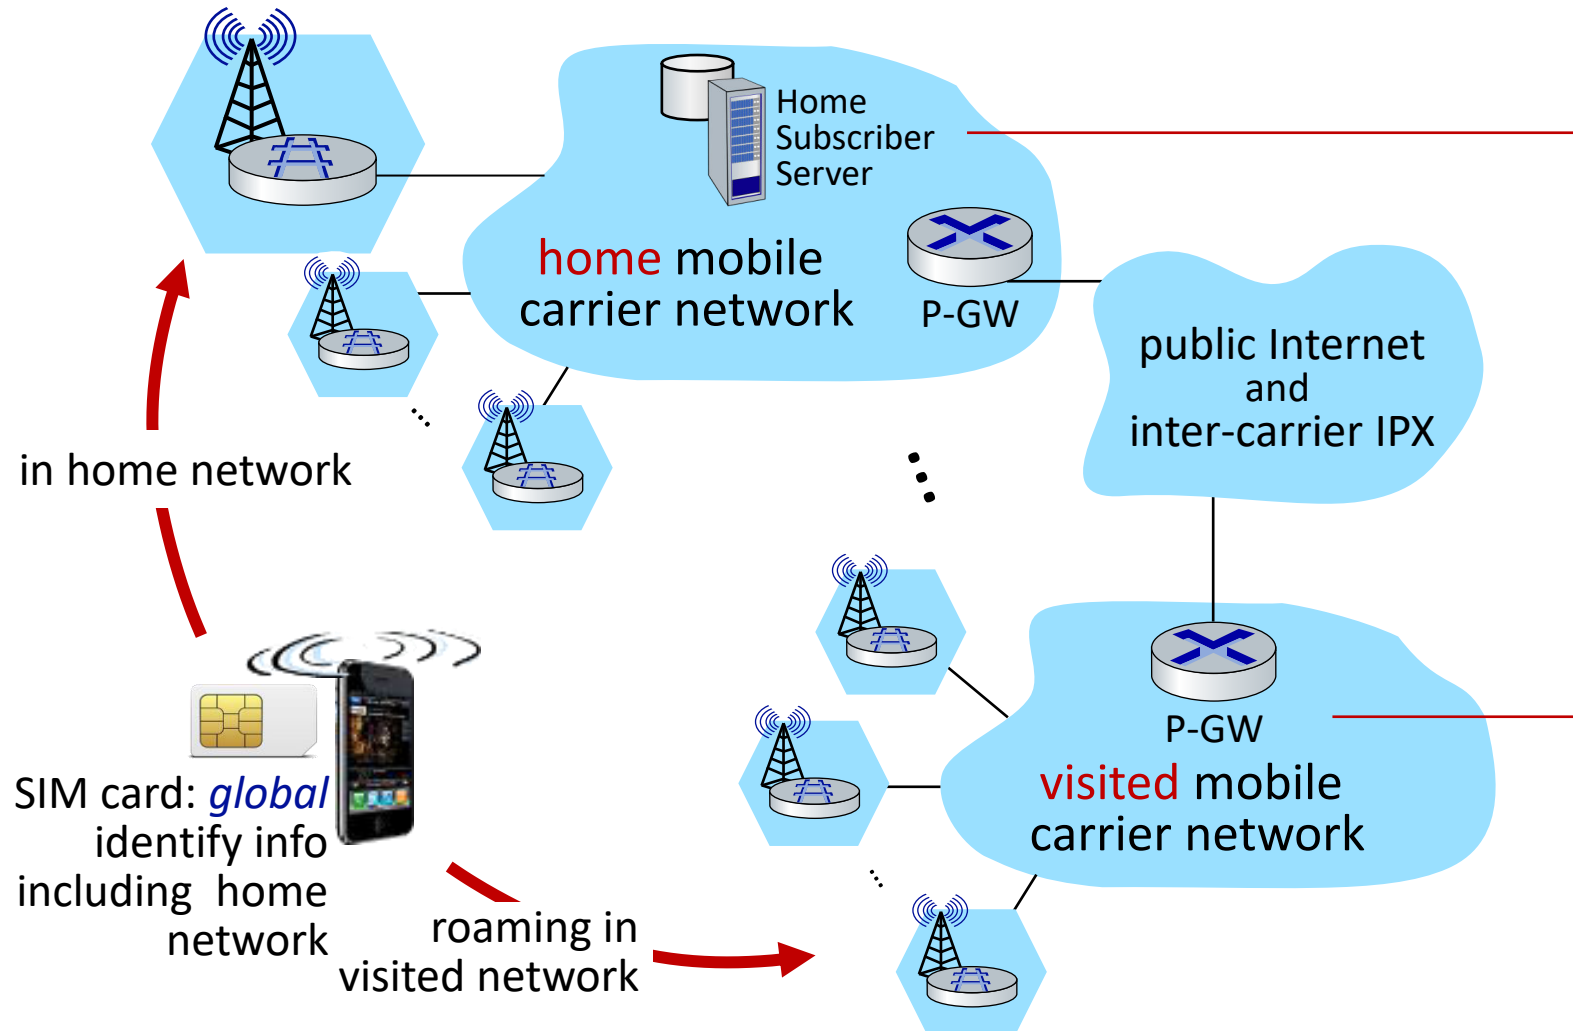 Home
Subscriber
Server
home mobile
carrier network
P-GW
public Internet
and
inter-carrier IPX
in home network
SIM card: global
identify info
including home
network
roaming in
visited network
P-GW
visited mobile
carrier network